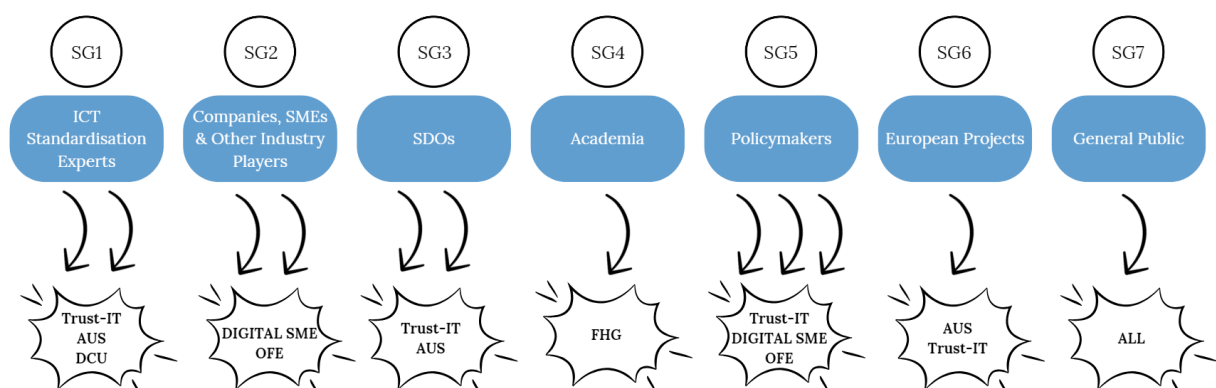 SG1
SG2
SG3
SG4
SG5
SG6
SG7
ICT
Standardisation
Experts
Companies, SMEs
& Other Industry
Players
SDOs
Academia
Policymakers
European Projects
General Public
Trust-IT
AUS
DCU
DIGITAL SME
OFE
Trust-IT
AUS
FHG
Trust-IT
DIGITAL SME
OFE
AUS
Trust-IT
ALL